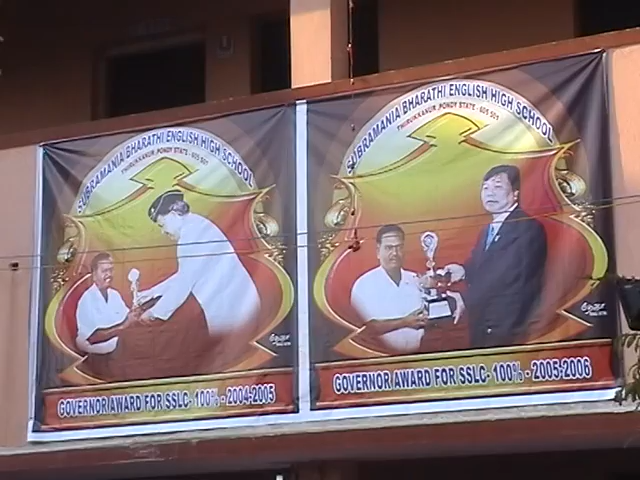 SUBRAMANIA BHARATHI ENGLISH HIGH SCHOOL
THIRUKKANUR, PONDY STATE - 605 501
GOVERNOR AWARD FOR SSLC- 100% - 2004-2005
SUBRAMANIA BHARATHI ENGLISH HIGH SCHOOL
THIRUKKANUR, PONDY STATE - 605 501
GOVERNOR AWARD FOR SSLC- 100% - 2005-2006